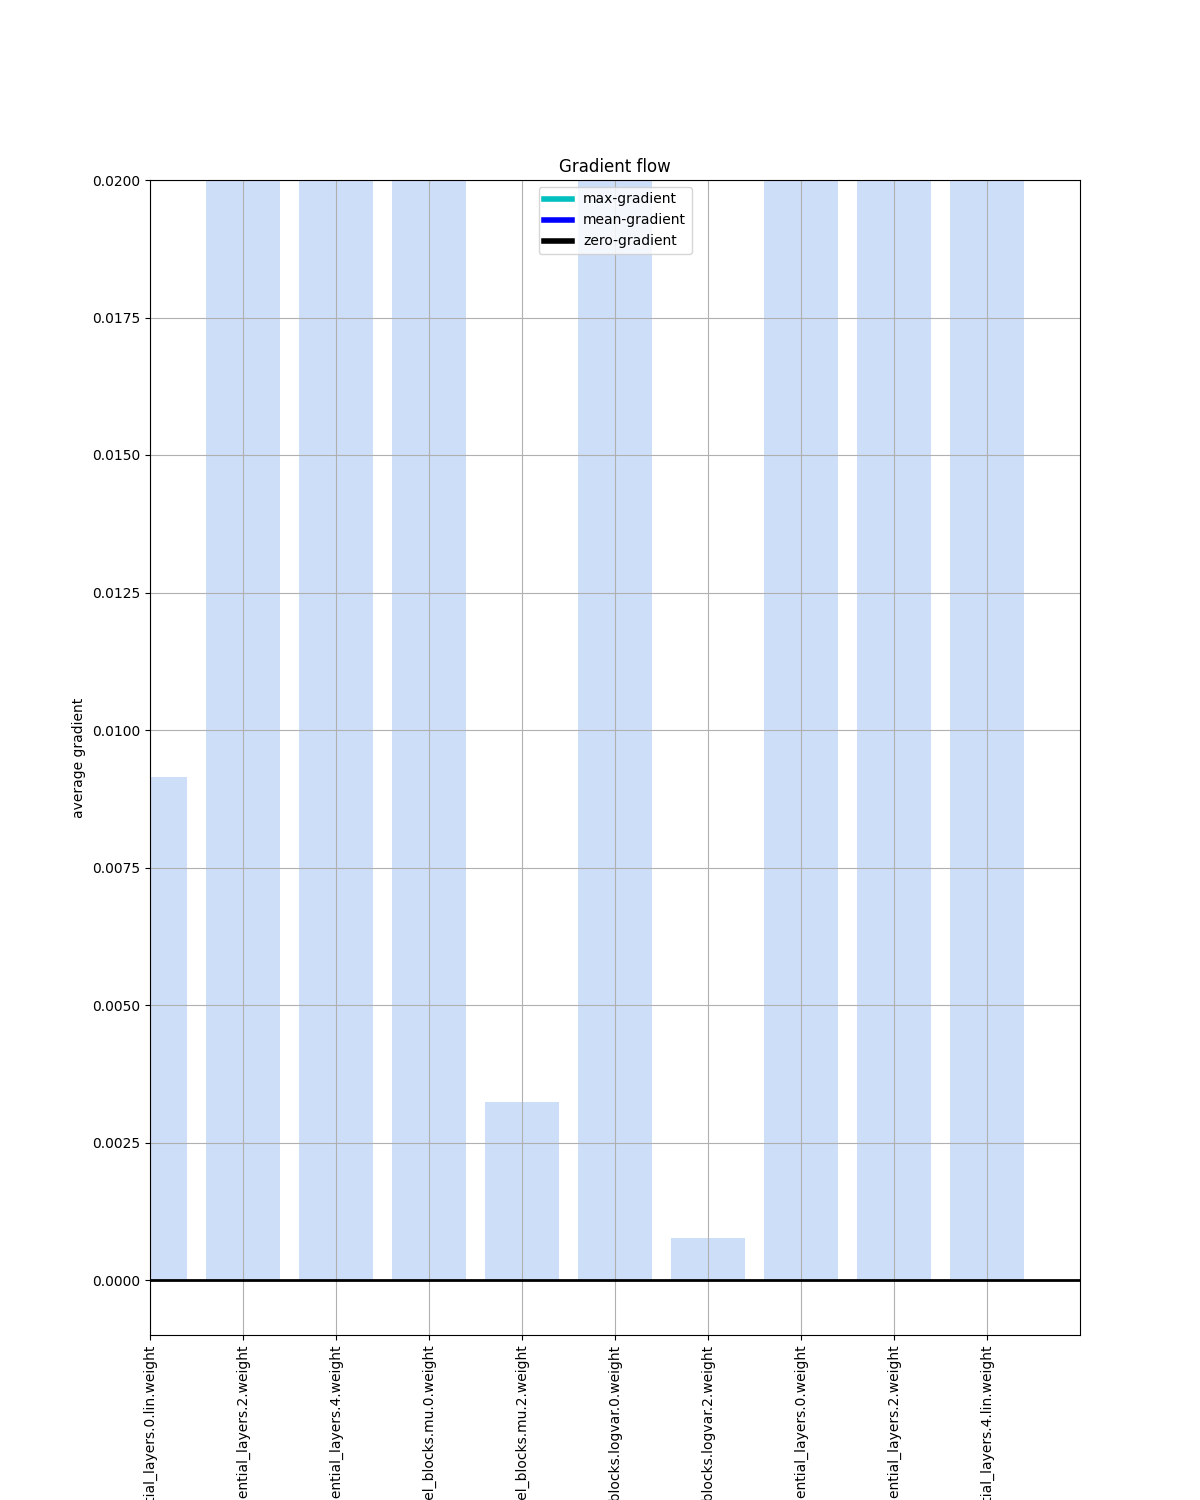 Gradient flow
max-gradient
mean-gradient
zero-gradient
0.0200
0.0175
0.0150
0.0125
0.0100
0.0075
0.0050
0.0025
0.0000
average gradient
tial_layers.0.lin.weight
ential_layers.2.weight
ential_layers.4.weight
el_blocks.mu.0.weight
el_blocks.mu.2.weight
blocks.logvar.0.weight
blocks.logvar.2.weight
ential_layers.0.weight
ential_layers.2.weight
tial_layers.4.lin.weight